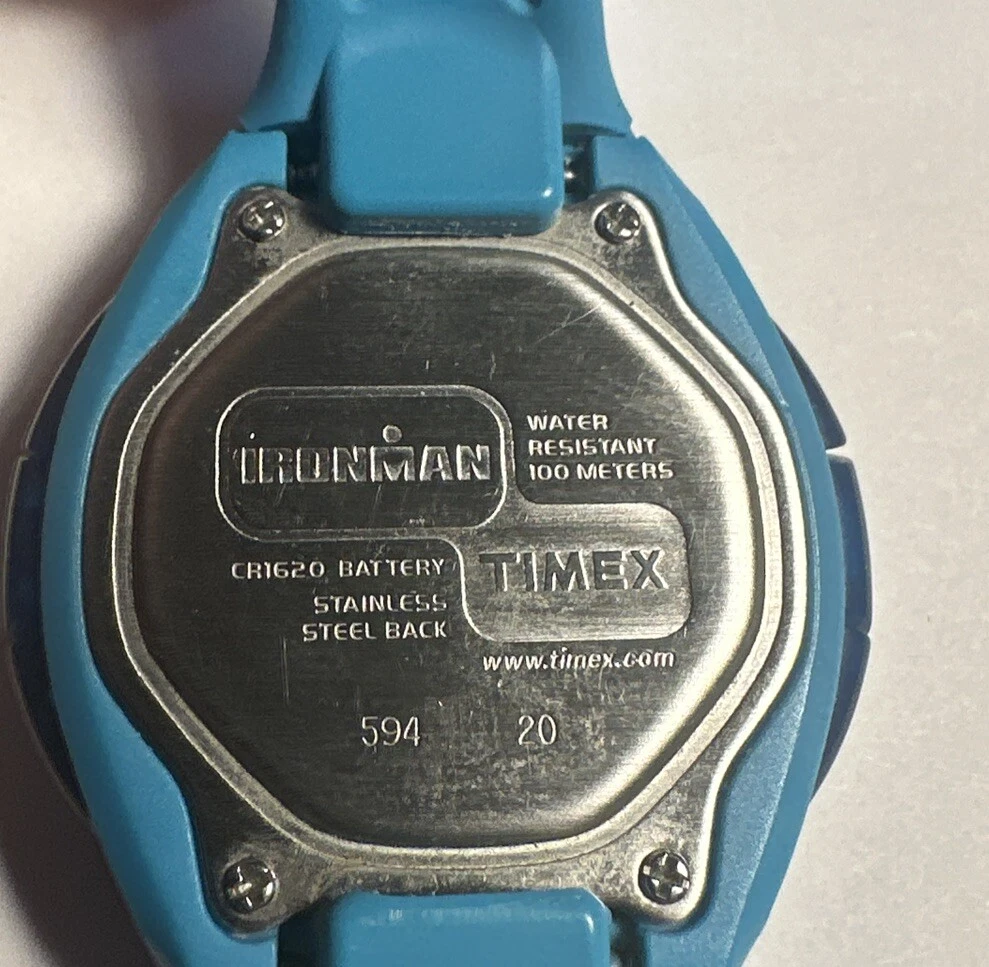 IRONMAN
WATER
RESISTANT
100 METERS
CR1620 BATTERY
STAINLESS
STEEL BACK
TIMEX
www.timex.com
594 20